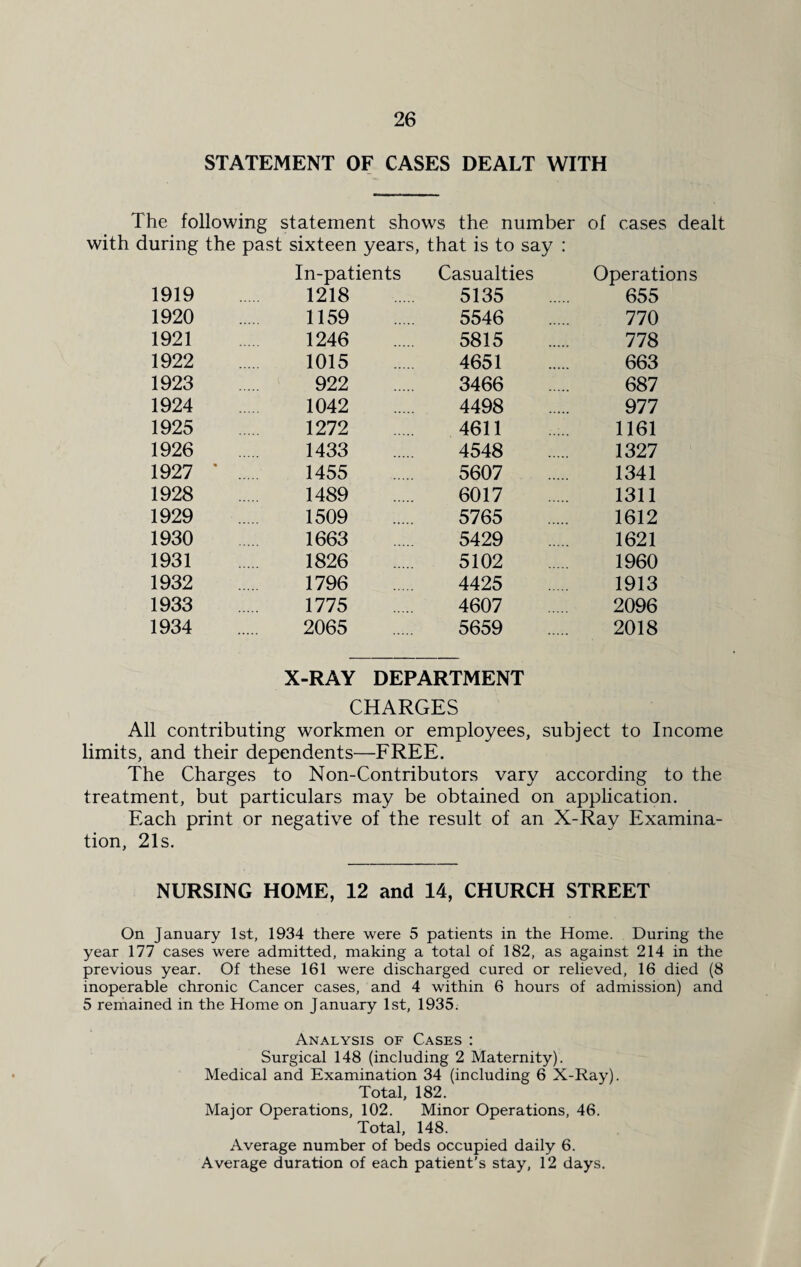 26
STATEMENT OF CASES DEALT WITH
The following statement shows the number of cases dealt
with during the past sixteen years, that is to say :
In-patients Casualties Operations
1919 ..... 1218 ..... 5135 ..... 655
1920 ..... 1159 ..... 5546 ..... 770
1921 ..... 1246 ..... 5815 ..... 778
1922 ..... 1015 ..... 4651 ..... 663
1923 ..... 922 ..... 3466 ..... 687
1924 ..... 1042 ..... 4498 ..... 977
1925 ..... 1272 ..... 4611 ..... 1161
1926 ..... 1433 ..... 4548 ..... 1327
1927 ..... 1455 ..... 5607 ..... 1341
1928 ..... 1489 ..... 6017 ..... 1311
1929 ..... 1509 ..... 5765 ..... 1612
1930 ..... 1663 ..... 5429 ..... 1621
1931 ..... 1826 ..... 5102 ..... 1960
1932 ..... 1796 ..... 4425 ..... 1913
1933 ..... 1775 ..... 4607 ..... 2096
1934 ..... 2065 ..... 5659 ..... 2018
X-RAY DEPARTMENT
CHARGES
All contributing workmen or employees, subject to Income
limits, and their dependents—FREE.
The Charges to Non-Contributors vary according to the
treatment, but particulars may be obtained on application.
Each print or negative of the result of an X-Ray Examina-
tion, 21s.
NURSING HOME, 12 and 14, CHURCH STREET
On January 1st, 1934 there were 5 patients in the Home. During the
year 177 cases were admitted, making a total of 182, as against 214 in the
previous year. Of these 161 were discharged cured or relieved, 16 died (8
inoperable chronic Cancer cases, and 4 within 6 hours of admission) and
5 remained in the Home on January 1st, 1935.
Analysis of Cases :
Surgical 148 (including 2 Maternity).
Medical and Examination 34 (including 6 X-Ray).
Total, 182.
Major Operations, 102. Minor Operations, 46.
Total, 148.
Average number of beds occupied daily 6.
Average duration of each patient's stay, 12 days.